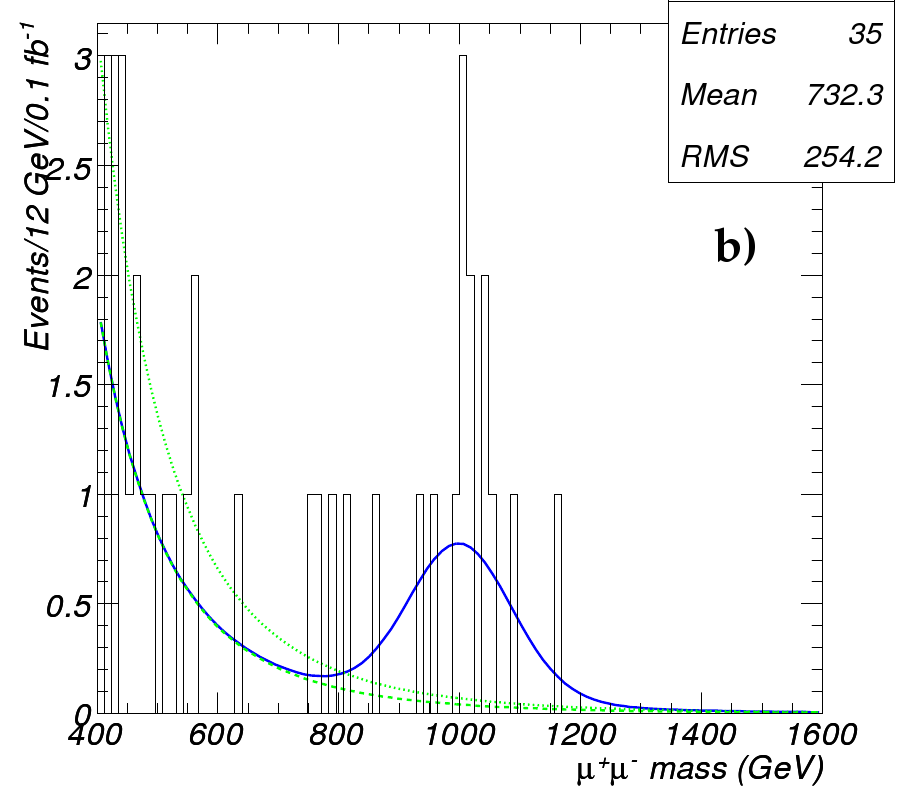 Entries 35
Mean 732.3
RMS 254.2
b)
Events/12 GeV/0.1 fb⁻¹
3
2.5
2
1.5
1
0.5
0
400 600 800 1000 1200 1400 1600
μ⁺μ⁻ mass (GeV)